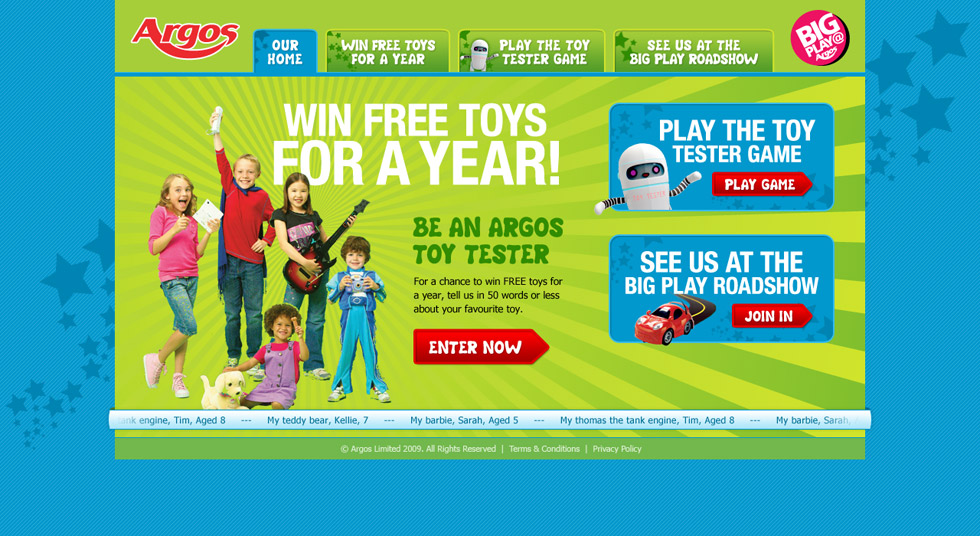 Argos
OUR
HOME
WIN FREE TOYS
FOR A YEAR
PLAY THE TOY
TESTER GAME
SEE US AT THE
BIG PLAY ROADSHOW
BIG
PLAY@
Argos
WIN FREE TOYS
FOR A YEAR!
BE AN ARGOS
TOY TESTER
For a chance to win FREE toys for
a year, tell us in 50 words or less
about your favourite toy.
ENTER NOW
PLAY THE TOY
TESTER GAME
PLAY GAME
SEE US AT THE
BIG PLAY ROADSHOW
JOIN IN
ank engine, Tim, Aged 8 --- My teddy bear, Kellie, 7 --- My barbie, Sarah, Aged 5 --- My thomas the tank engine, Tim, Aged 8 --- My barbie, Sarah,
© Argos Limited 2009. All Rights Reserved | Terms & Conditions | Privacy Policy